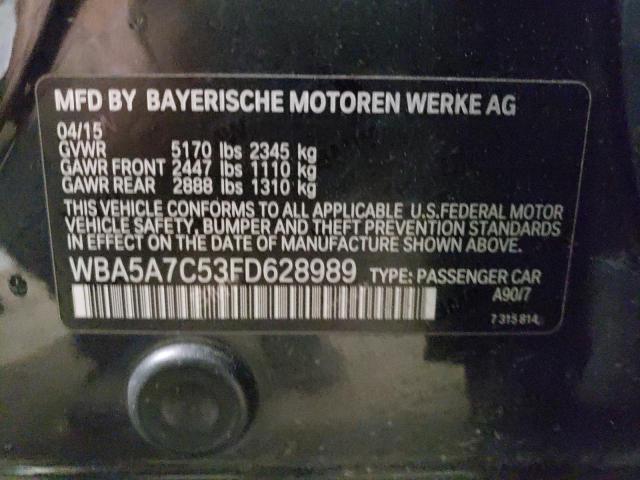 MFD BY BAYERISCHE MOTOREN WERKE AG
04/15
GVWR 5170 lbs 2345 kg
GAWR FRONT 2447 lbs 1110 kg
GAWR REAR 2888 lbs 1310 kg
THIS VEHICLE CONFORMS TO ALL APPLICABLE U.S.FEDERAL MOTOR
VEHICLE SAFETY, BUMPER AND THEFT PREVENTION STANDARDS
IN EFFECT ON THE DATE OF MANUFACTURE SHOWN ABOVE.
WBA5A7C53FD628989 TYPE: PASSENGER CAR
A90/7
7 315 814